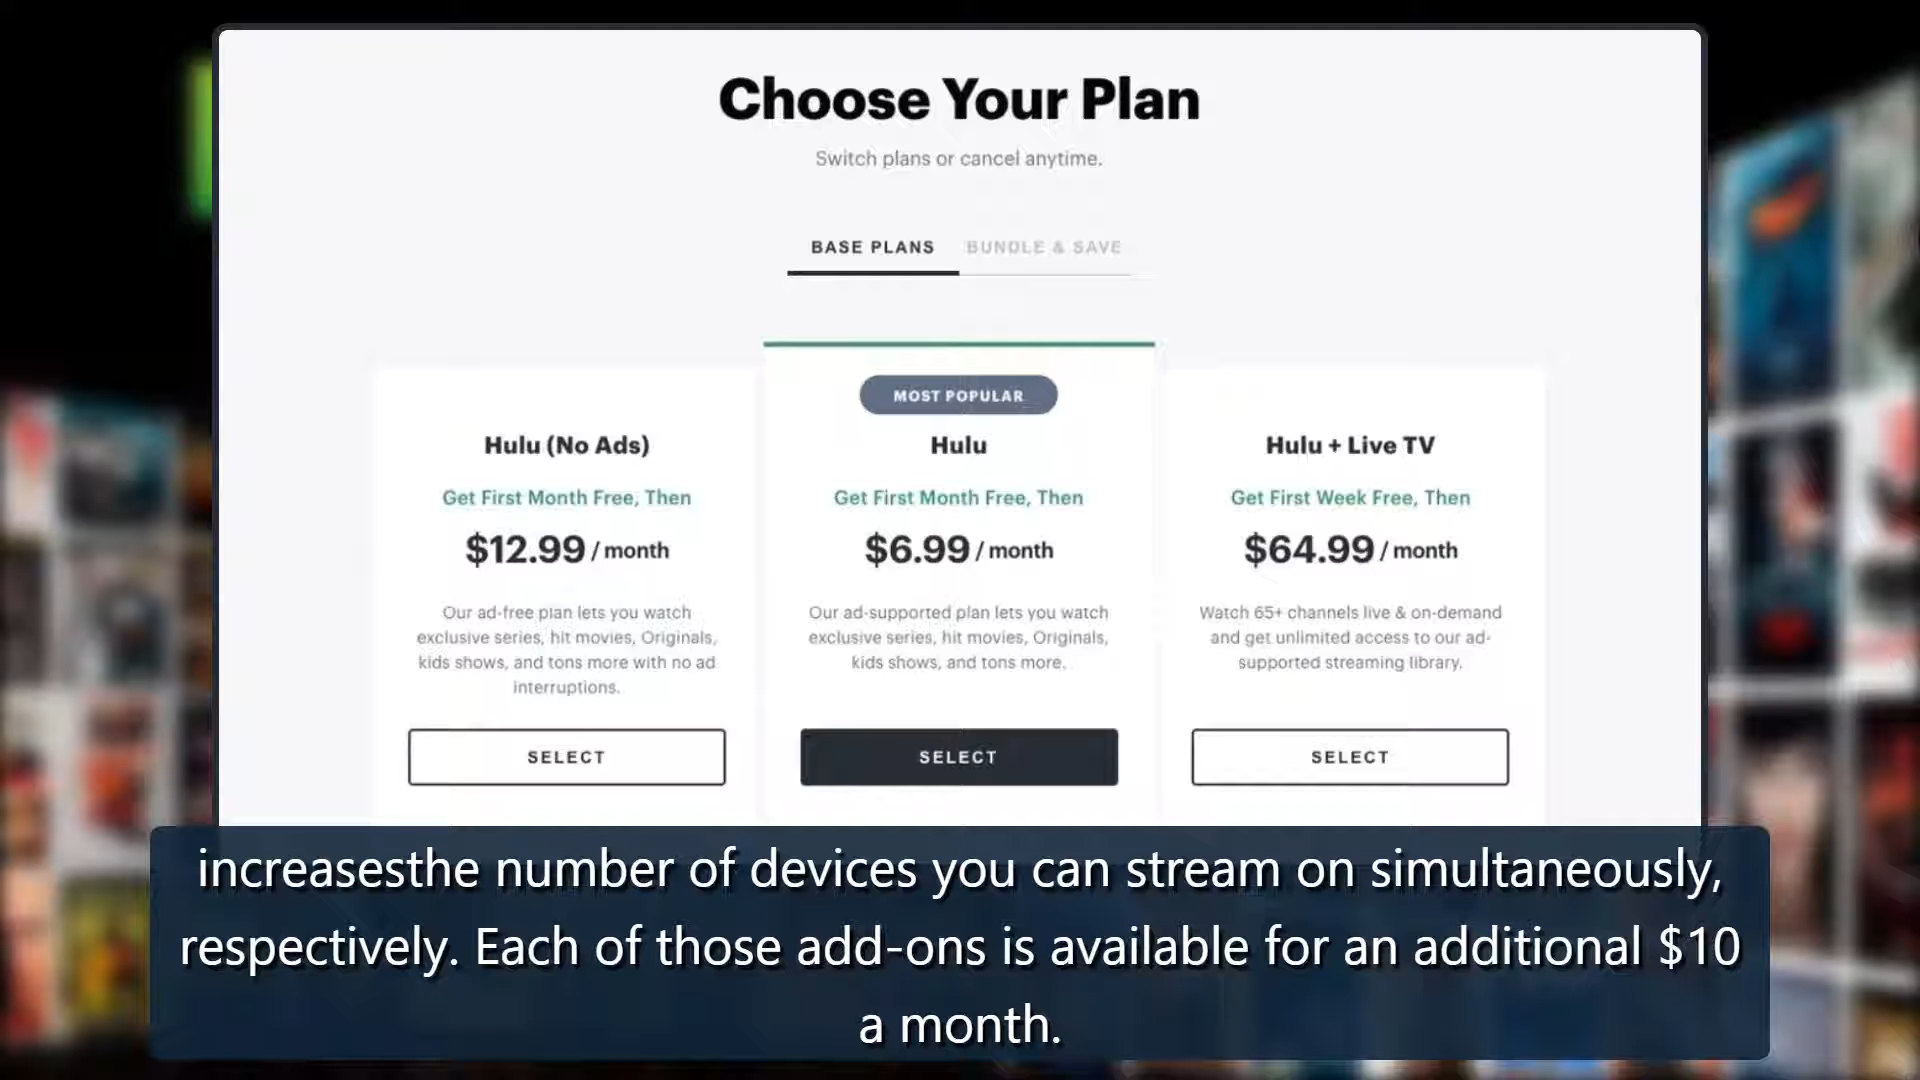 Choose Your Plan
Switch plans or cancel anytime.
BASE PLANS BUNDLE & SAVE
MOST POPULAR
Hulu (No Ads)
Get First Month Free, Then
$12.99 / month
Our ad-free plan lets you watch
exclusive series, hit movies, Originals,
kids shows, and tons more with no ad
interruptions.
SELECT
Hulu
Get First Month Free, Then
$6.99 / month
Our ad-supported plan lets you watch
exclusive series, hit movies, Originals,
kids shows, and tons more.
SELECT
Hulu + Live TV
Get First Week Free, Then
$64.99 / month
Watch 65+ channels live & on-demand
and get unlimited access to our ad-
supported streaming library.
SELECT
increasesthe number of devices you can stream on simultaneously,
respectively. Each of those add-ons is available for an additional $10
a month.